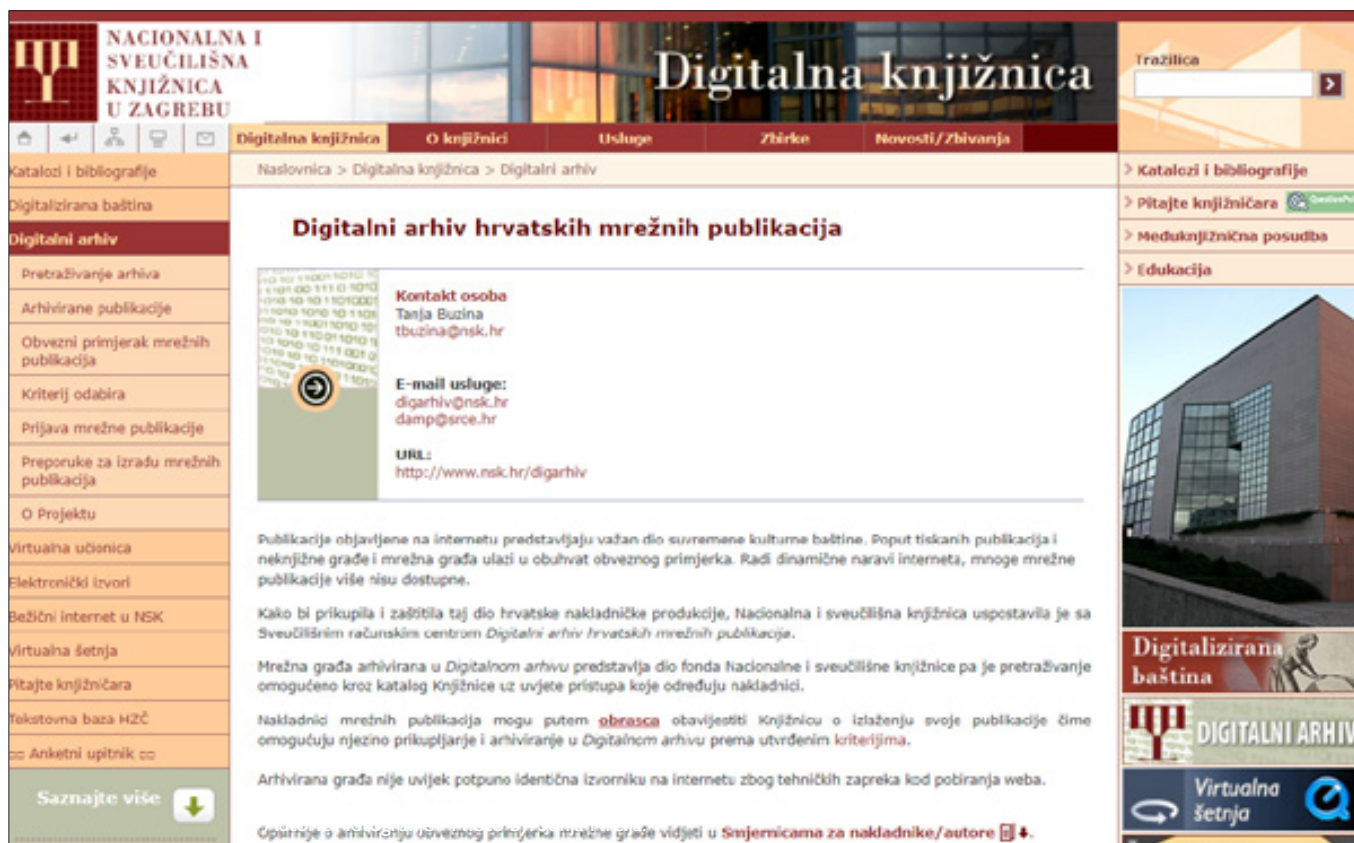 NACIONALNA I
SVEUČILIŠNA
KNJIŽNICA
U ZAGREBU
Digitalna knjižnica
Tražilica
Digitalna knjižnica
O knjižnici
Usluge
Zbirke
Novosti/Zbivanja
Katalozi i bibliografije
Digitalizirana baština
Digitalni arhiv
Pretraživanje arhiva
Arhivirane publikacije
Obvezni primjerak mrežnih
publikacija
Kriterij odabira
Prijava mrežne publikacije
Preporuke za izradu mrežnih
publikacija
O Projektu
Virtualna učionica
Elektronički izvori
Bežični internet u NSK
Virtualna šetnja
Pitajte knjižničara
Tekstovna baza HZČ
Anketni upitnik
Saznajte više
Naslovnica > Digitalna knjižnica > Digitalni arhiv
Digitalni arhiv hrvatskih mrežnih publikacija
Kontakt osoba
Tanja Buzina
tbuzina@nsk.hr
E-mail usluge:
digarhiv@nsk.hr
damp@srce.hr
URL:
http://www.nsk.hr/digarhiv
Publikacije objavljene na internetu predstavljaju važan dio suvremene kulturne baštine. Poput tiskanih publikacija i
neknjižne građe i mrežna građa ulazi u obuhvat obveznog primjerka. Radi dinamične naravi interneta, mnoge mrežne
publikacije više nisu dostupne.
Kako bi prikupila i zaštitila taj dio hrvatske nakladničke produkcije, Nacionalna i sveučilišna knjižnica uspostavila je sa
Sveučilišnim računskim centrom Digitalni arhiv hrvatskih mrežnih publikacija.
Mrežna građa arhivirana u Digitalnom arhivu predstavlja dio fonda Nacionalne i sveučilišne knjižnice pa je pretraživanje
omogućeno kroz katalog Knjižnice uz uvjete pristupa koje određuju nakladnici.
Nakladnici mrežnih publikacija mogu putem obrasca obavijestiti Knjižnicu o izlaženju svoje publikacije čime
omogućuju njezino prikupljanje i arhiviranje u Digitalnom arhivu prema utvrđenim kriterijima.
Arhivirana građa nije uvijek potpuno identična izvorniku na internetu zbog tehničkih zapreka kod pobiranja weba.
Opširnije o arhiviranju obveznog primjerka mrežne građe vidjeti u Smjernicama za nakladnike/autore.
> Katalozi i bibliografije
> Pitajte knjižničara
> Međuknjižnična posudba
> Edukacija
Digitalizirana
baština
DIGITALNI ARHIV
Virtualna
šetnja